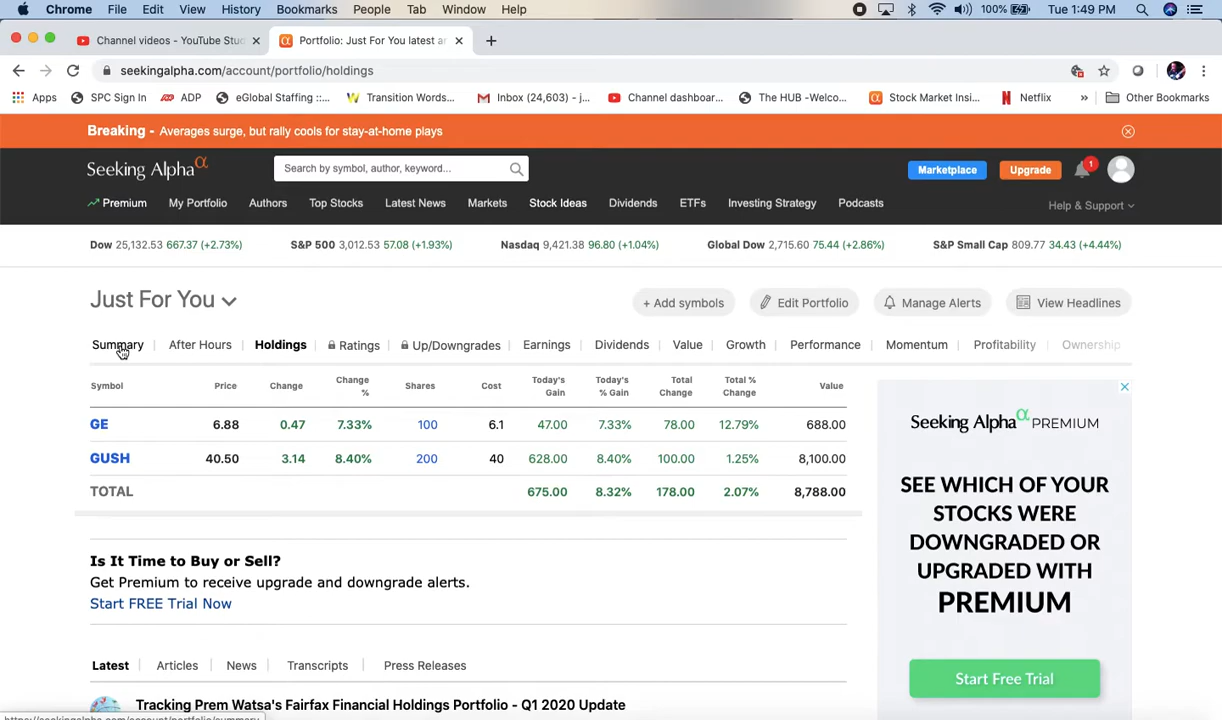 Chrome File Edit View History Bookmarks People Tab Window Help 100% Tue 1:49 PM
Channel videos - YouTube Stu Portfolio: Just For You latest a
seekingalpha.com/account/portfolio/holdings
Apps SPC Sign In ADP eGlobal Staffing ::... Transition Words... Inbox (24,603) - j... Channel dashboar... The HUB -Welco... Stock Market Insi... Netflix » Other Bookmarks
Breaking - Averages surge, but rally cools for stay-at-home plays
Seeking Alpha α Search by symbol, author, keyword... Marketplace Upgrade 1
Premium My Portfolio Authors Top Stocks Latest News Markets Stock Ideas Dividends ETFs Investing Strategy Podcasts Help & Support
Dow 25,132.53 667.37 (+2.73%) S&P 500 3,012.53 57.08 (+1.93%) Nasdaq 9,421.38 96.80 (+1.04%) Global Dow 2,715.60 75.44 (+2.86%) S&P Small Cap 809.77 34.43 (+4.44%)
Just For You + Add symbols Edit Portfolio Manage Alerts View Headlines
Summary After Hours Holdings Ratings Up/Downgrades Earnings Dividends Value Growth Performance Momentum Profitability Ownership
Symbol Price Change Change % Shares Cost Today's Gain Today's % Gain Total Change Total % Change Value
GE 6.88 0.47 7.33% 100 6.1 47.00 7.33% 78.00 12.79% 688.00
GUSH 40.50 3.14 8.40% 200 40 628.00 8.40% 100.00 1.25% 8,100.00
TOTAL 675.00 8.32% 178.00 2.07% 8,788.00
Is It Time to Buy or Sell?
Get Premium to receive upgrade and downgrade alerts.
Start FREE Trial Now
Latest Articles News Transcripts Press Releases
Tracking Prem Watsa's Fairfax Financial Holdings Portfolio - Q1 2020 Update
Seeking Alpha α PREMIUM
SEE WHICH OF YOUR
STOCKS WERE
DOWNGRADED OR
UPGRADED WITH
PREMIUM
Start Free Trial
https://seekingalpha.com/account/portfolio/summary